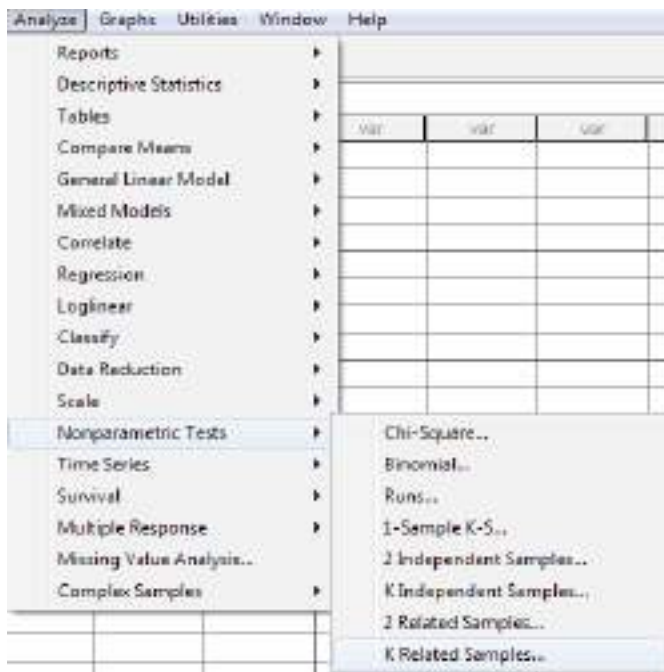 Analyze Graphs Utilities Window Help
Reports
Descriptive Statistics
Tables
var var var
Compare Means
General Linear Model
Mixed Models
Correlate
Regression
Loglinear
Classify
Data Reduction
Scale
Nonparametric Tests
Chi-Square...
Time Series
Binomial...
Survival
Runs...
Multiple Response
1-Sample K-S...
Missing Value Analysis...
2 Independent Samples...
Complex Samples
K Independent Samples...
2 Related Samples...
K Related Samples...